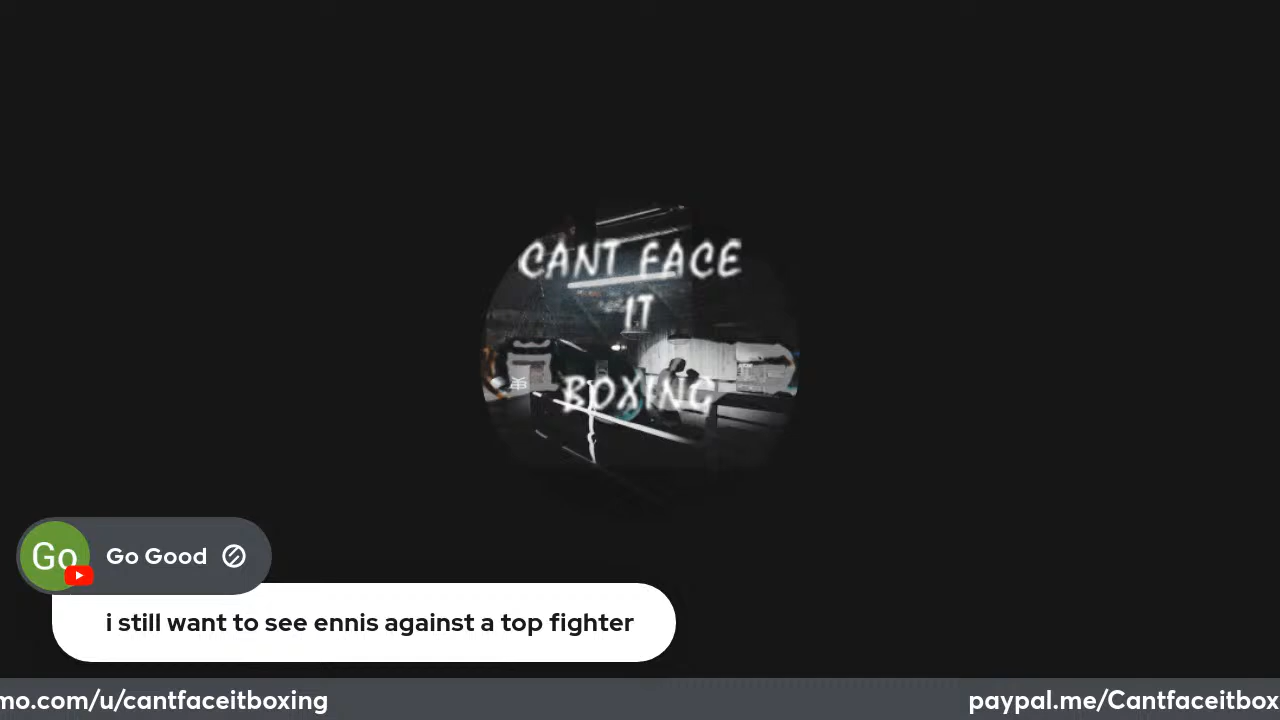 CANT FACE
IT
BOXING
Go Go Good
i still want to see ennis against a top fighter
mo.com/u/cantfaceitboxing paypal.me/Cantfaceitbox